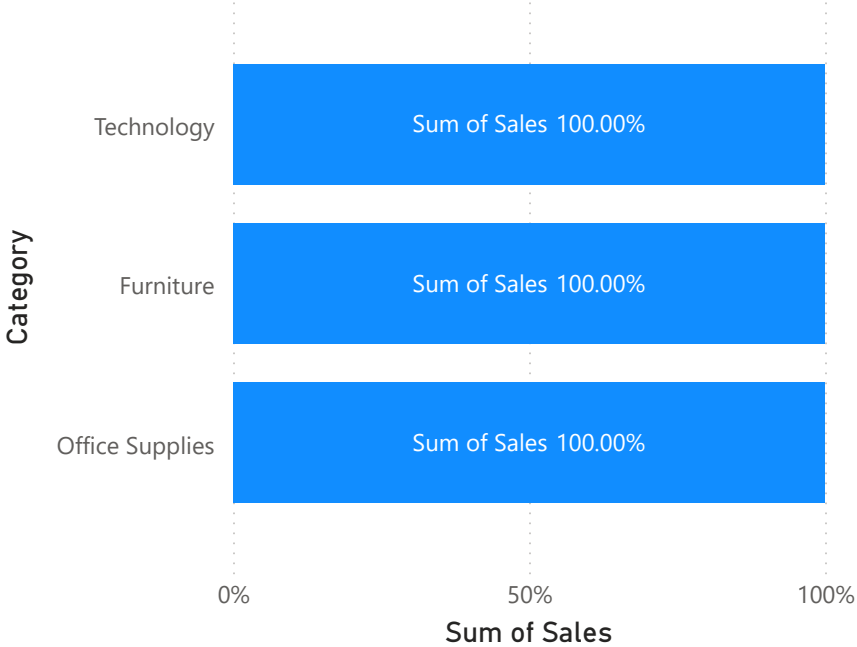 Category
Technology
Sum of Sales 100.00%
Furniture
Sum of Sales 100.00%
Office Supplies
Sum of Sales 100.00%
0%
50%
100%
Sum of Sales